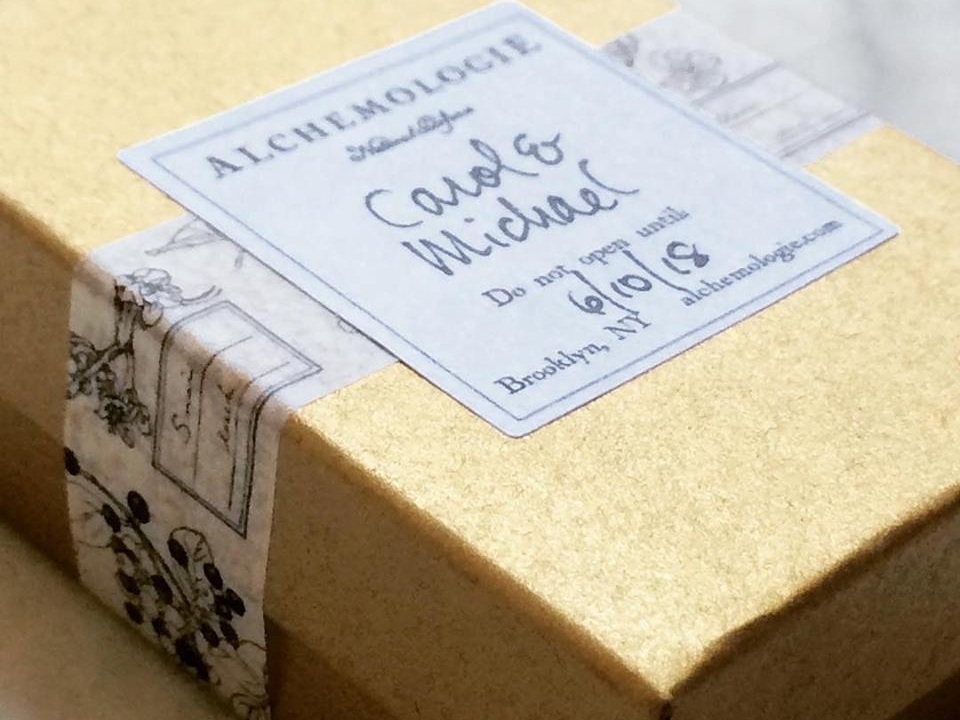 ALCHEMOLOGIE
Carol &
Michael
Do not open until
6/10/18
Brooklyn, NY alchemologie.com